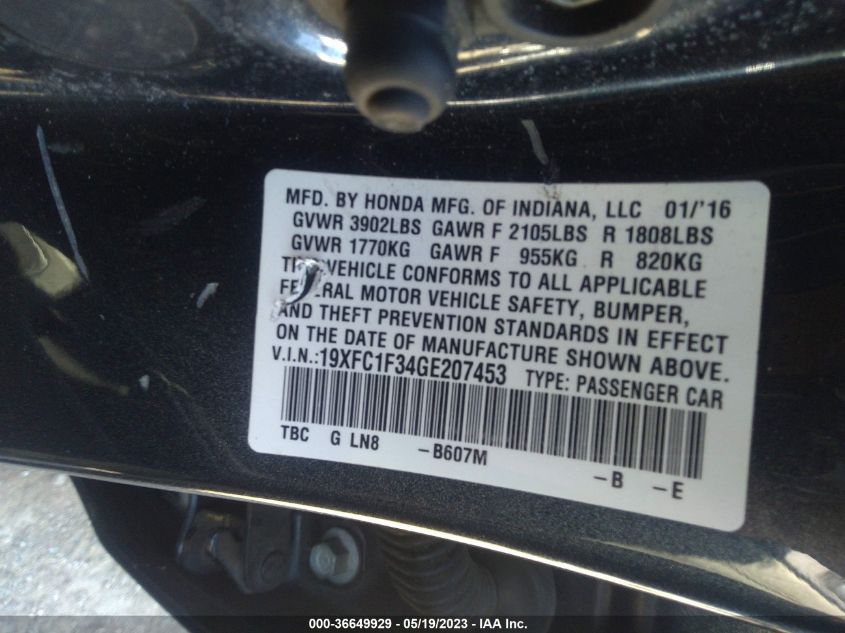 MFD. BY HONDA MFG. OF INDIANA, LLC 01/'16
GVWR 3902LBS GAWR F 2105LBS R 1808LBS
GVWR 1770KG GAWR F 955KG R 820KG
VEHICLE CONFORMS TO ALL APPLICABLE
MOTOR VEHICLE SAFETY, BUMPER,
AND THEFT PREVENTION STANDARDS IN EFFECT
ON THE DATE OF MANUFACTURE SHOWN ABOVE.
V.I.N.:19XFC1F34GE207453 TYPE: PASSENGER CAR
TBC G LN8 -B607M -B -E
000-36649929 - 05/19/2023 - IAA Inc.